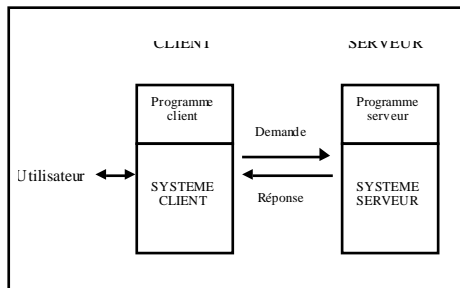 CLIENT
SERVEUR
Programme
client
Programme
serveur
Demande
Utilisateur
SYSTEME
CLIENT
Réponse
SYSTEME
SERVEUR